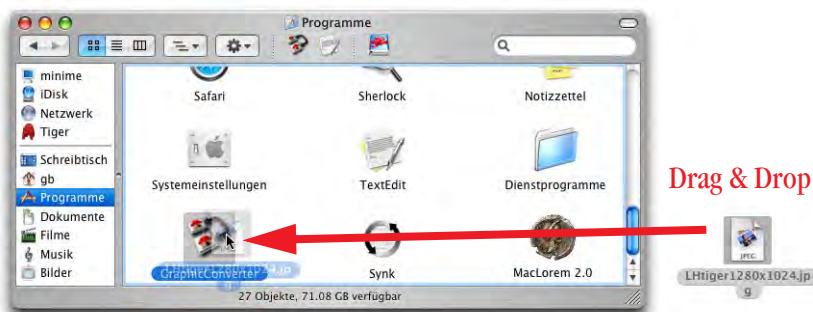 Programme
minime
iDisk
Netzwerk
Tiger
Schreibtisch
gb
Programme
Dokumente
Filme
Musik
Bilder
Safari
Sherlock
Notizzettel
Systemeinstellungen
TextEdit
Dienstprogramme
GraphicConverter
Synk
MacLorem 2.0
27 Objekte, 71.08 GB verfügbar
Drag & Drop
JPEG
LHtiger1280x1024.jp
g